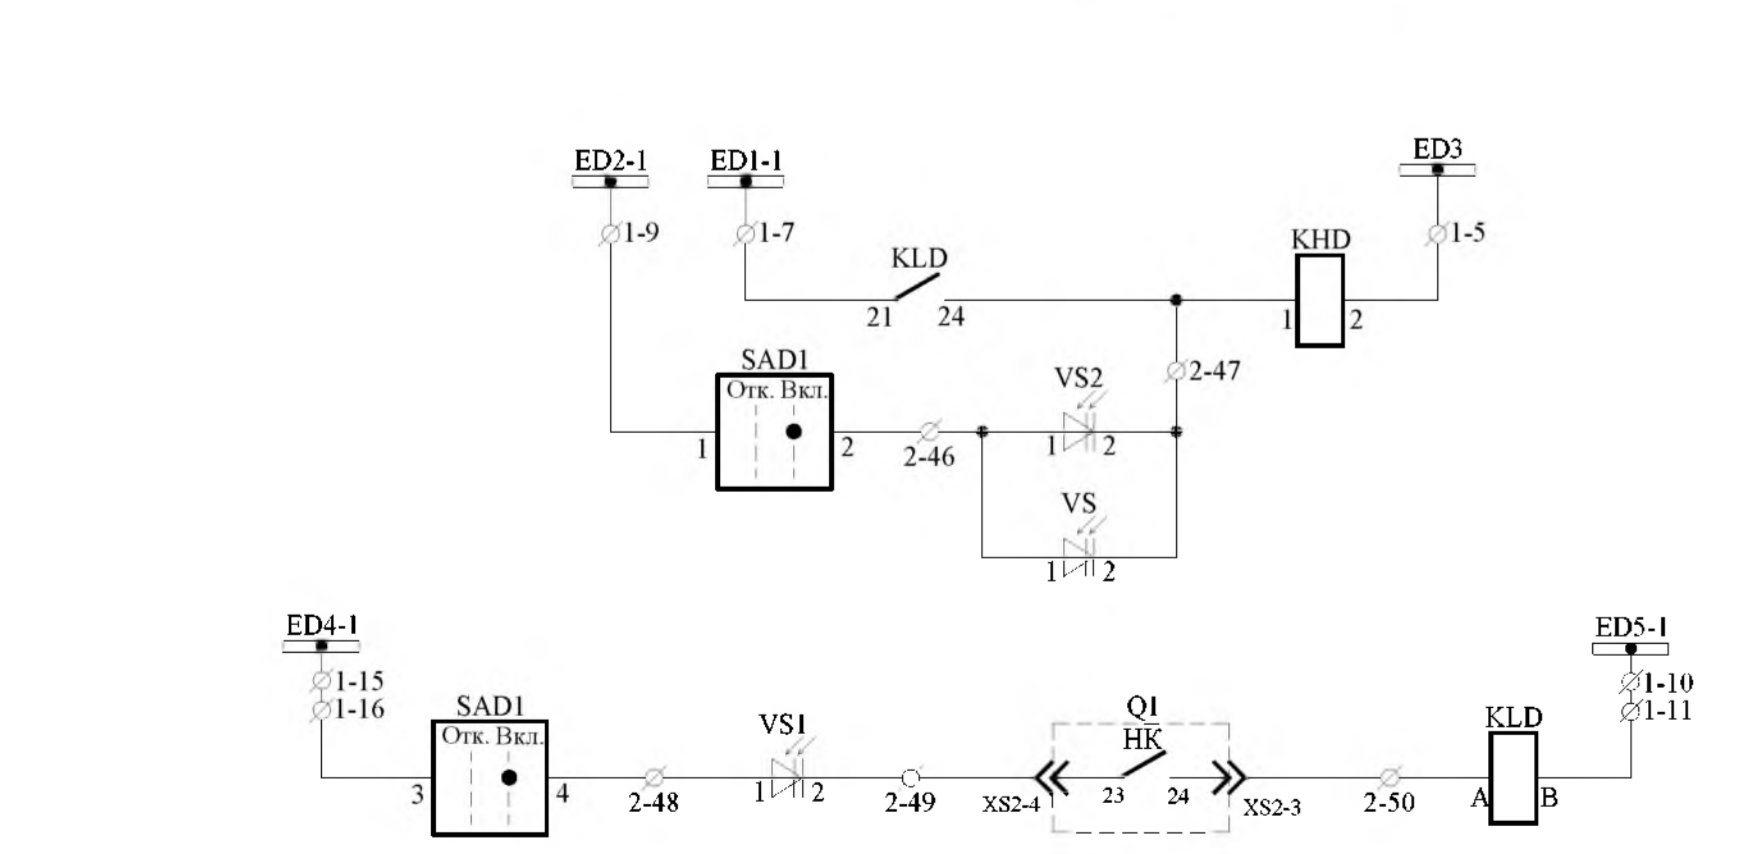 ED2-1 ED1-1 ED3
1-9 1-7 1-5
KLD KHD
21 24 1 2
SAD1
Отк. Вкл.
1 2
2-46
VS2
1 2
2-47
VS
1 2
ED4-1 ED5-1
1-15 1-10
1-16 1-11
SAD1
Отк. Вкл.
3 4
2-48
VS1
1 2
2-49
Q1
НК
XS2-4 23 24 XS2-3
2-50
KLD
A B